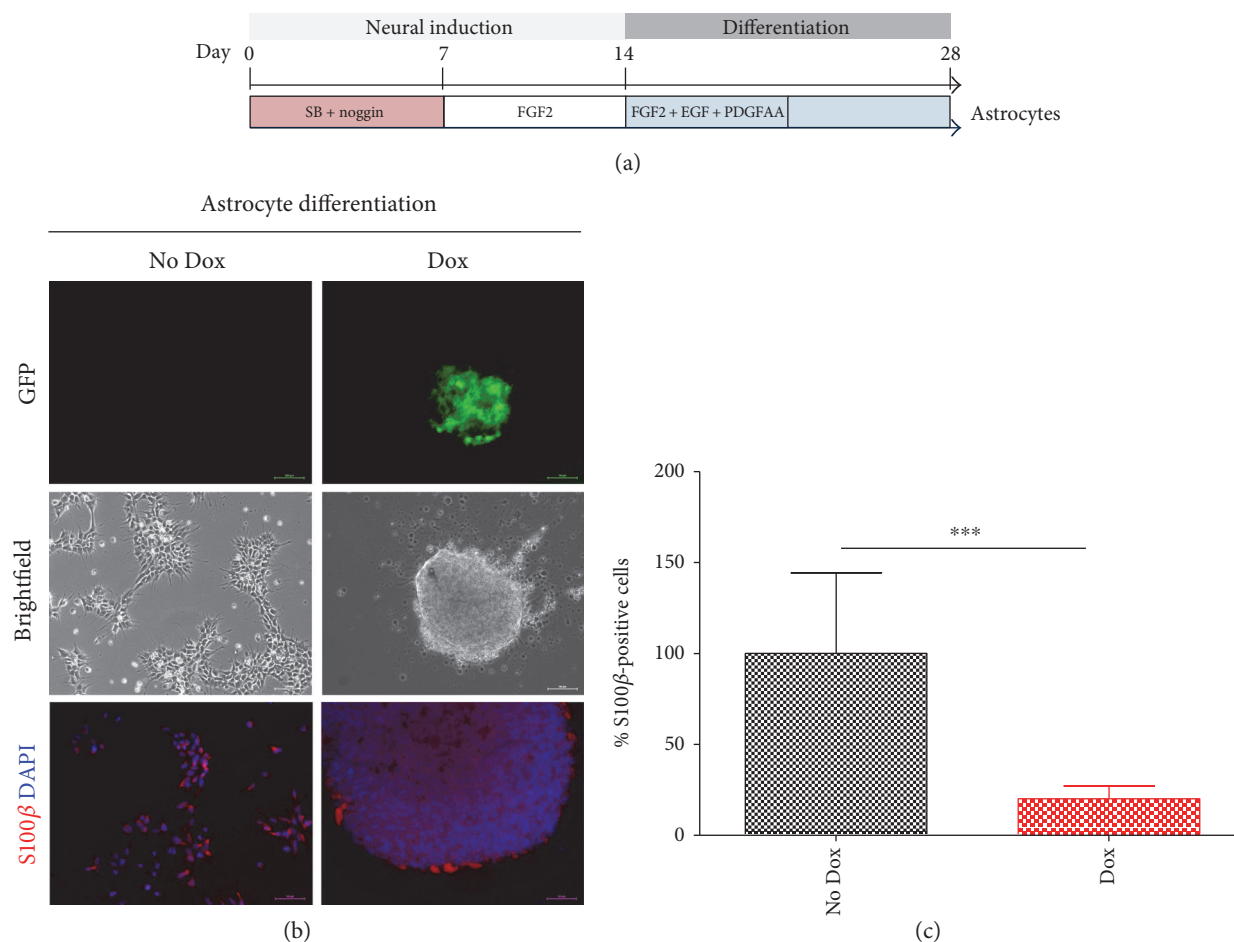 Neural induction Differentiation
Day 0 7 14 28
SB + noggin FGF2 FGF2 + EGF + PDGFAA Astrocytes
(a)
Astrocyte differentiation
No Dox Dox
GFP
Brightfield
S100β DAPI
(b)
200
150
100
50
0
% S100β-positive cells
***
No Dox
Dox
(c)